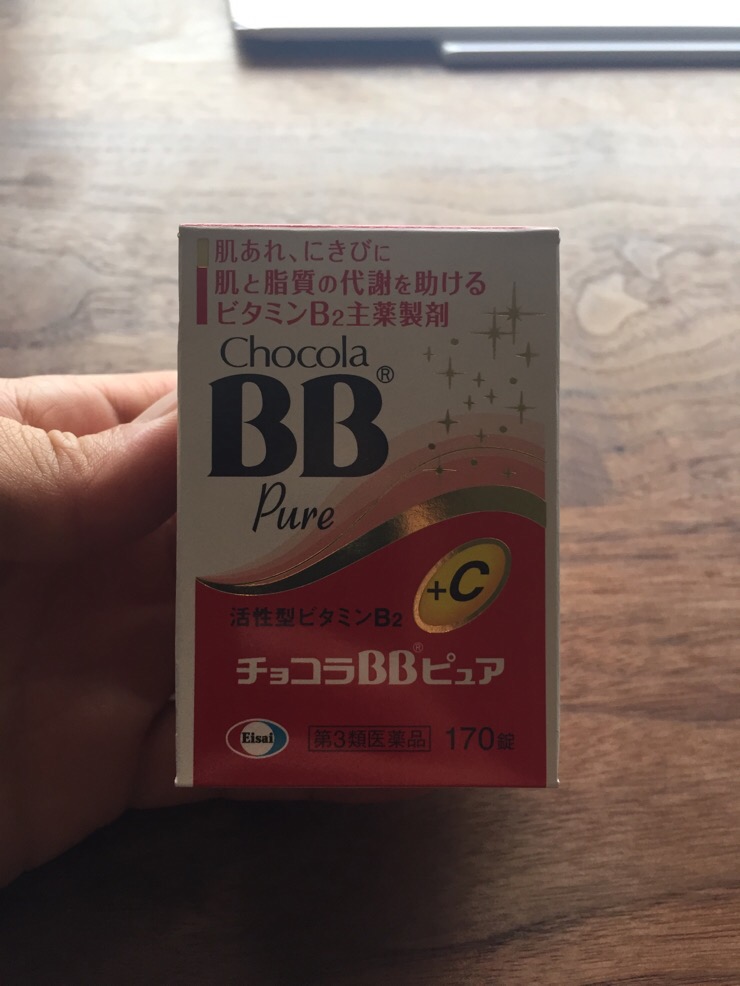 肌あれ、にきびに
肌と脂質の代謝を助ける
ビタミンB2主薬製剤
Chocola
BB®
Pure
+C
活性型ビタミンB2
チョコラBB®ピュア
Eisai 第3類医薬品 170錠